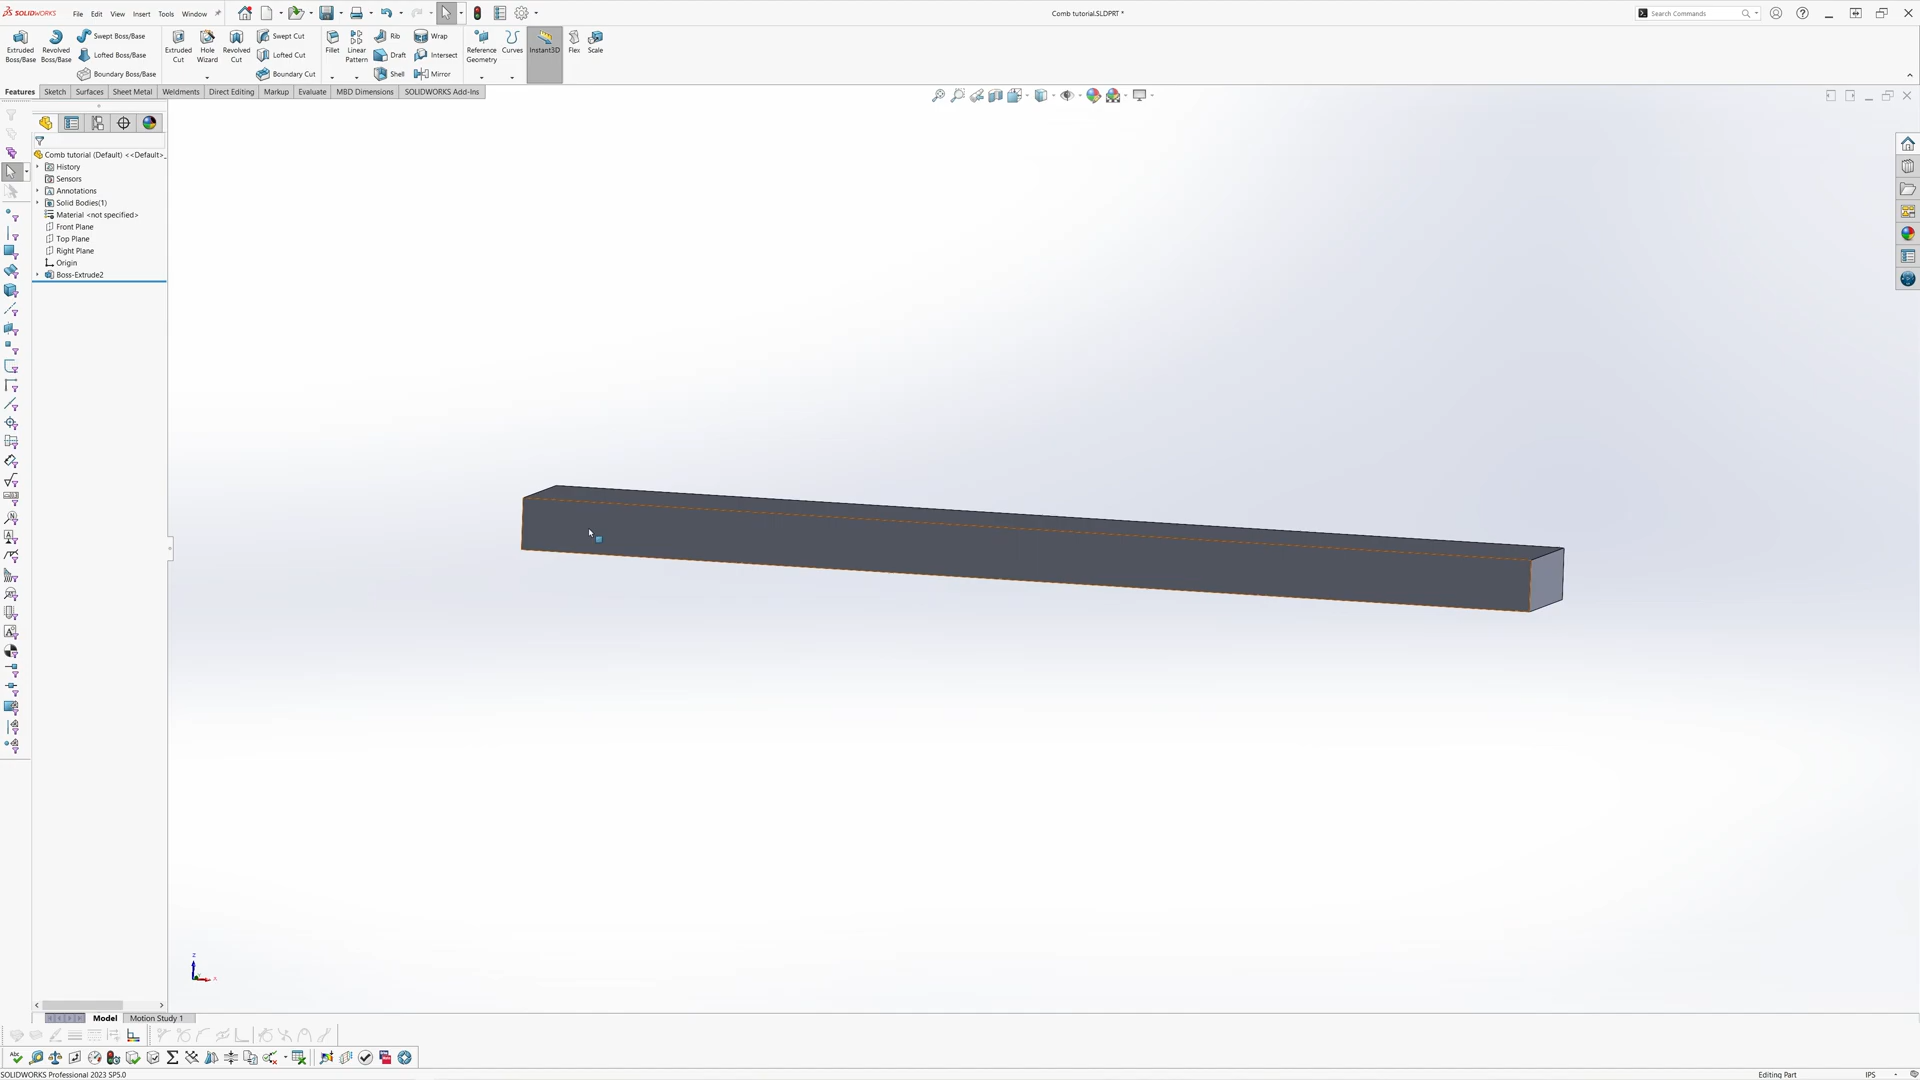 SOLIDWORKS
File Edit View Insert Tools Window
Comb tutorial.SLDPRT *
Search Commands
Extruded Boss/Base
Revolved Boss/Base
Swept Boss/Base
Lofted Boss/Base
Boundary Boss/Base
Extruded Cut
Hole Wizard
Revolved Cut
Swept Cut
Lofted Cut
Boundary Cut
Fillet
Linear Pattern
Rib
Draft
Shell
Wrap
Intersect
Mirror
Reference Geometry
Curves
Instant3D
Flex
Scale
Features Sketch Surfaces Sheet Metal Weldments Direct Editing Markup Evaluate MBD Dimensions SOLIDWORKS Add-Ins
Comb tutorial (Default) <<Default>_
History
Sensors
Annotations
Solid Bodies(1)
Material <not specified>
Front Plane
Top Plane
Right Plane
Origin
Boss-Extrude2
Z
Model Motion Study 1
SOLIDWORKS Professional 2023 SP5.0
Editing Part
IPS